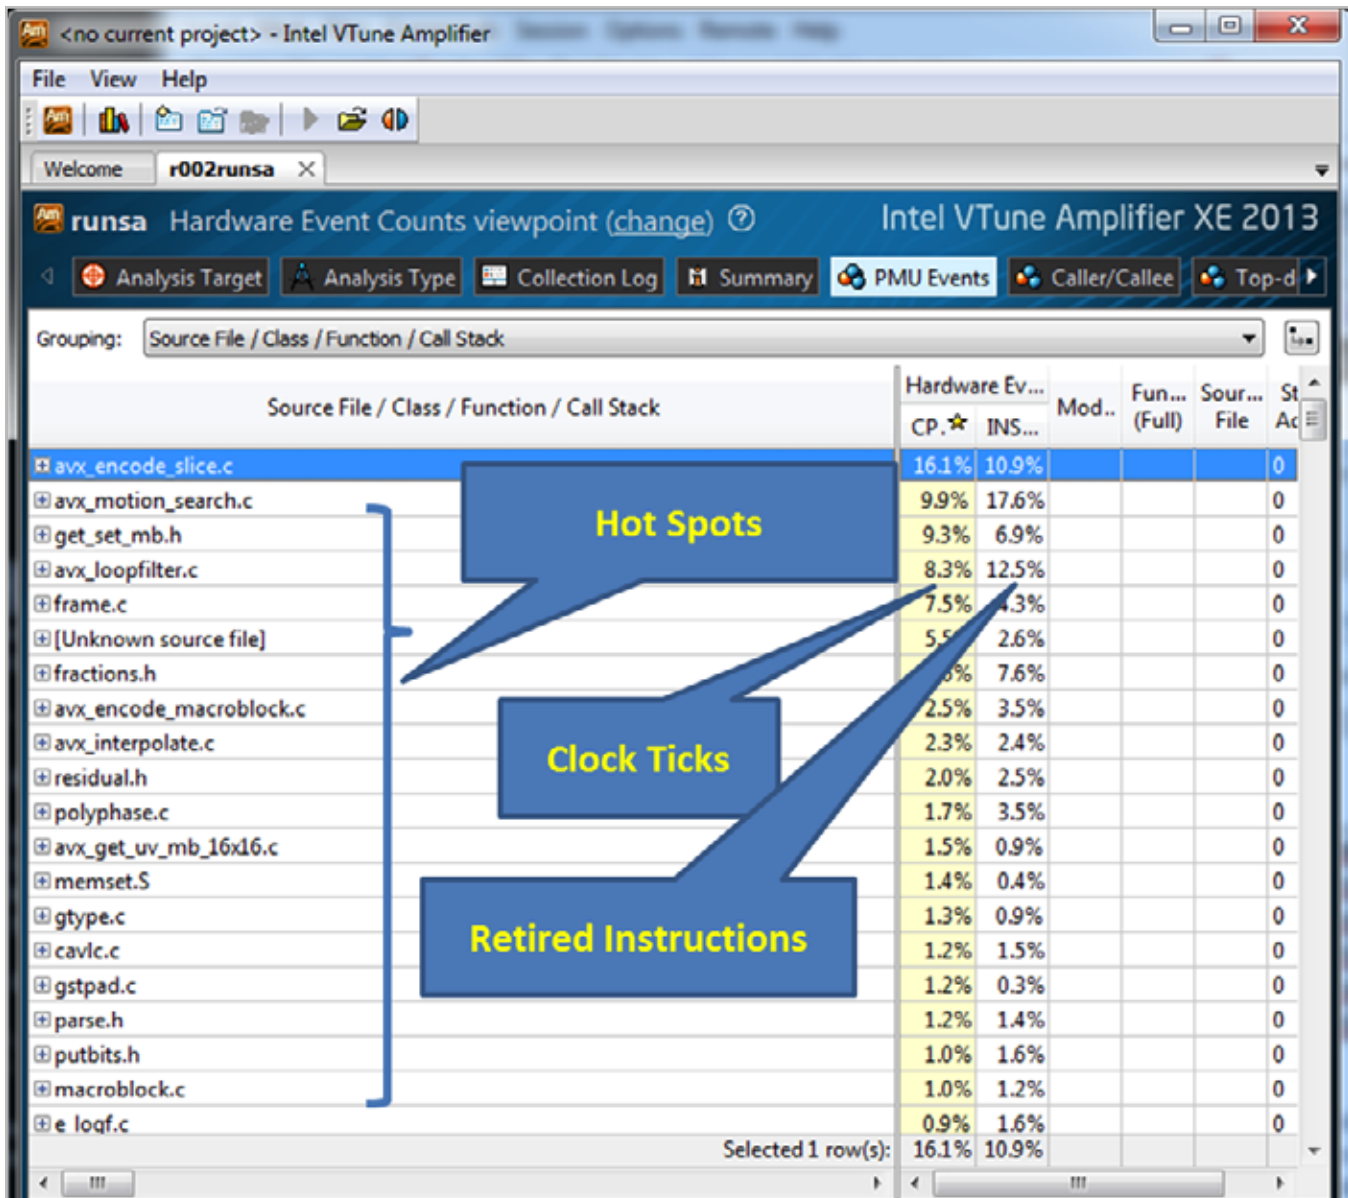 <no current project> - Intel VTune Amplifier
File View Help
Welcome r002runsa
runsa Hardware Event Counts viewpoint (change) Intel VTune Amplifier XE 2013
Analysis Target Analysis Type Collection Log Summary PMU Events Caller/Callee Top-d
Grouping: Source File / Class / Function / Call Stack
Source File / Class / Function / Call Stack
Hardware Ev... Mod.. Fun... (Full) Sour... File St Ac
CP. INS...
avx_encode_slice.c 16.1% 10.9% 0
avx_motion_search.c 9.9% 17.6% 0
get_set_mb.h 9.3% 6.9% 0
Hot Spots
avx_loopfilter.c 8.3% 12.5% 0
frame.c 7.5% 0
[Unknown source file] 2.6% 0
fractions.h 7.6% 0
avx_encode_macroblock.c 2.5% 3.5% 0
avx_interpolate.c 2.3% 2.4% 0
Clock Ticks
residual.h 2.0% 2.5% 0
polyphase.c 1.7% 3.5% 0
avx_get_uv_mb_16x16.c 1.5% 0.9% 0
memset.S 1.4% 0.4% 0
gtype.c 1.3% 0.9% 0
Retired Instructions
cavlc.c 1.2% 1.5% 0
gstpad.c 1.2% 0.3% 0
parse.h 1.2% 1.4% 0
putbits.h 1.0% 1.6% 0
macroblock.c 1.0% 1.2% 0
e_logf.c 0.9% 1.6% 0
Selected 1 row(s): 16.1% 10.9%